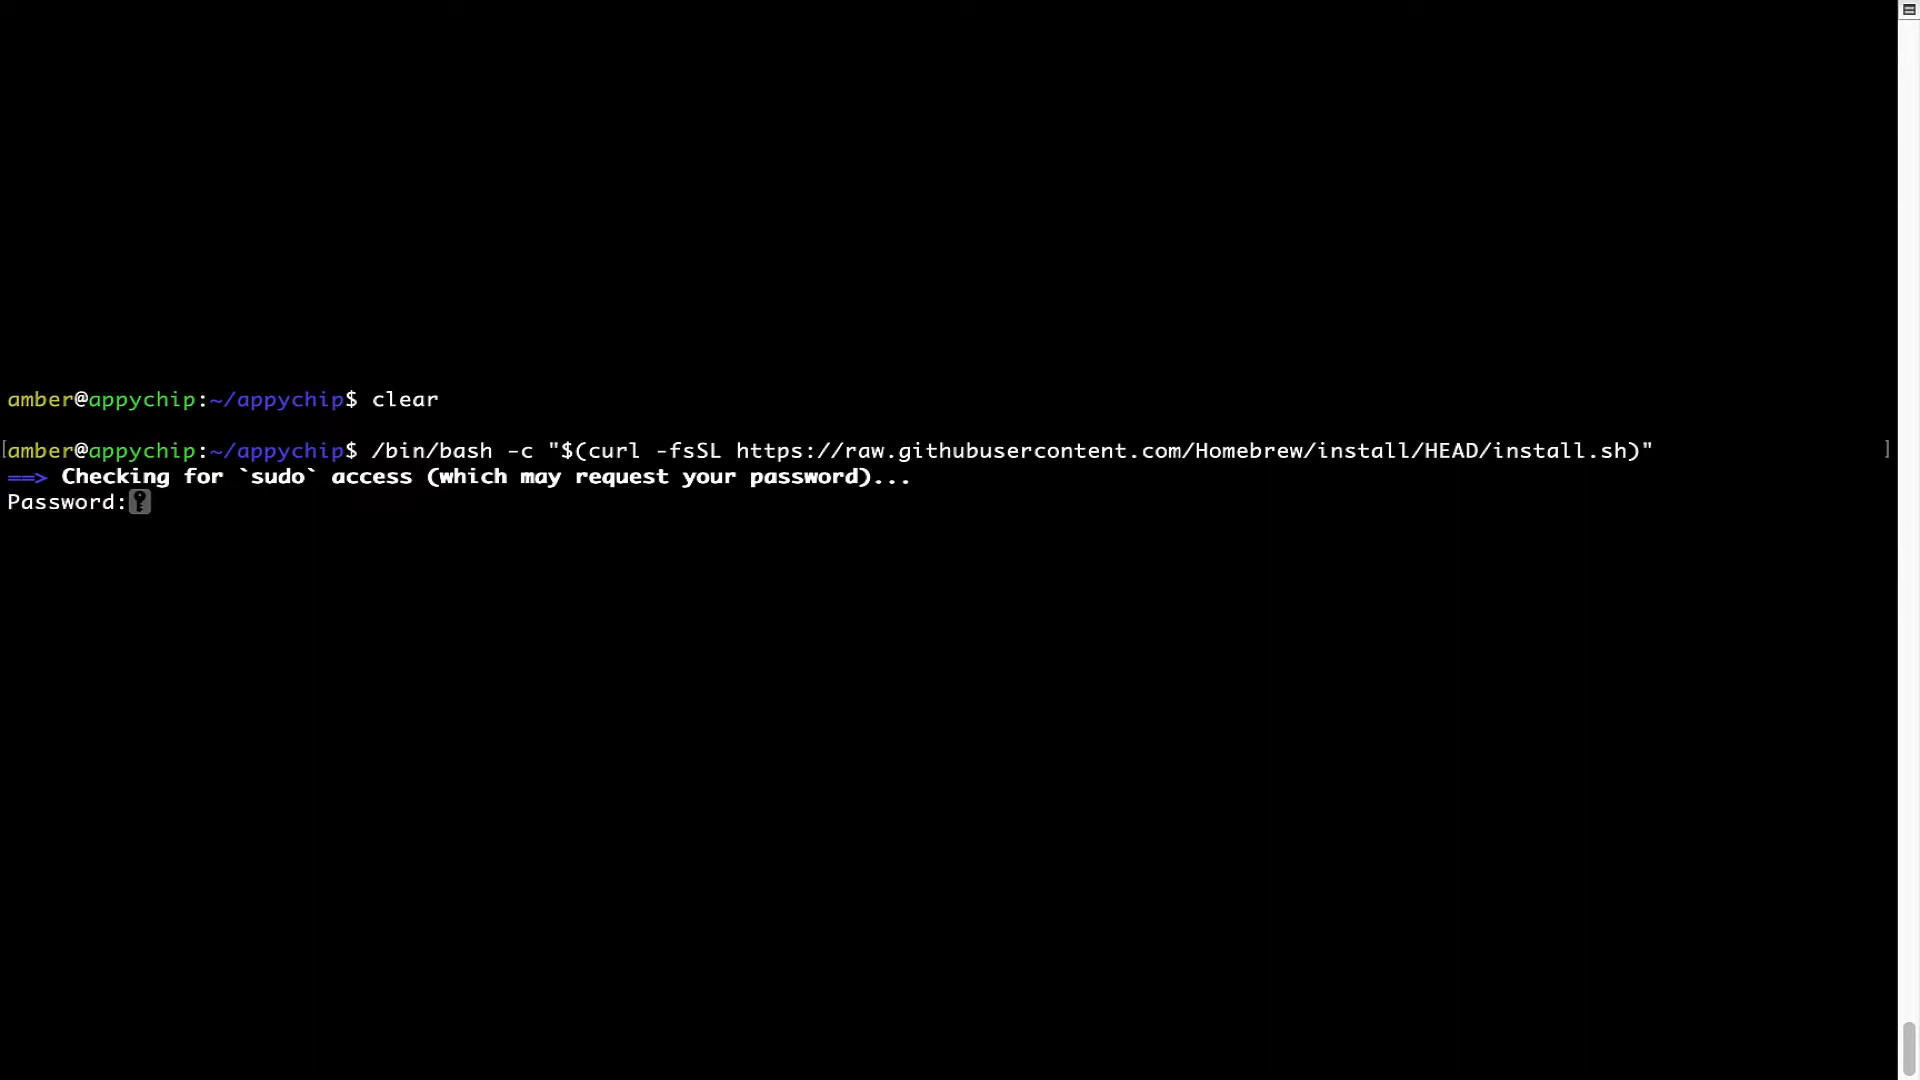 amber@appychip:~/appychip$ clear
[amber@appychip:~/appychip$ /bin/bash -c "$(curl -fsSL https://raw.githubusercontent.com/Homebrew/install/HEAD/install.sh)" ]
==> Checking for `sudo` access (which may request your password)...
Password: